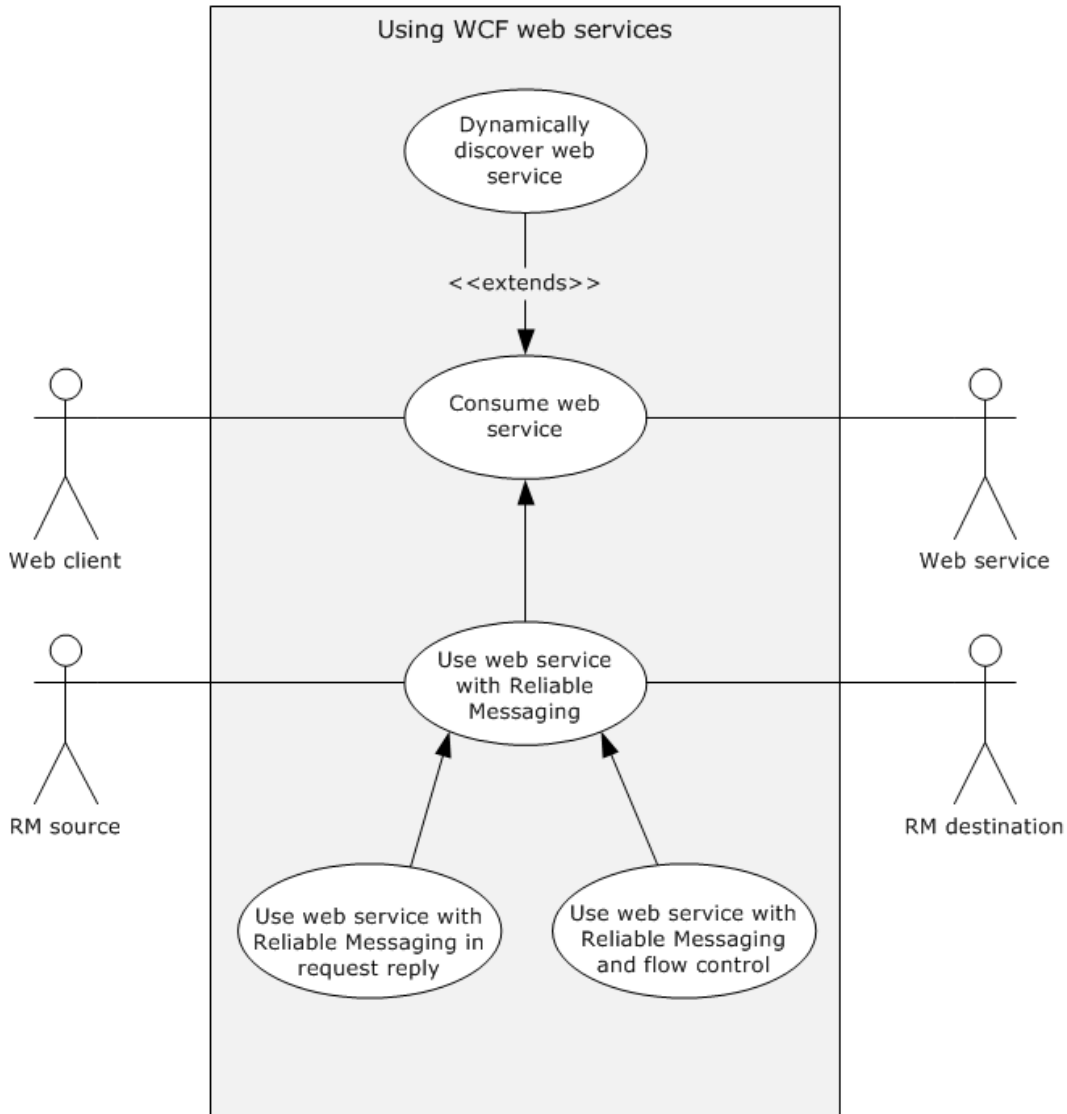 Using WCF web services
Dynamically
discover web
service
<<extends>>
Consume web
service
Web client
Web service
Use web service
with Reliable
Messaging
RM source
RM destination
Use web service with
Reliable Messaging in
request reply
Use web service with
Reliable Messaging
and flow control